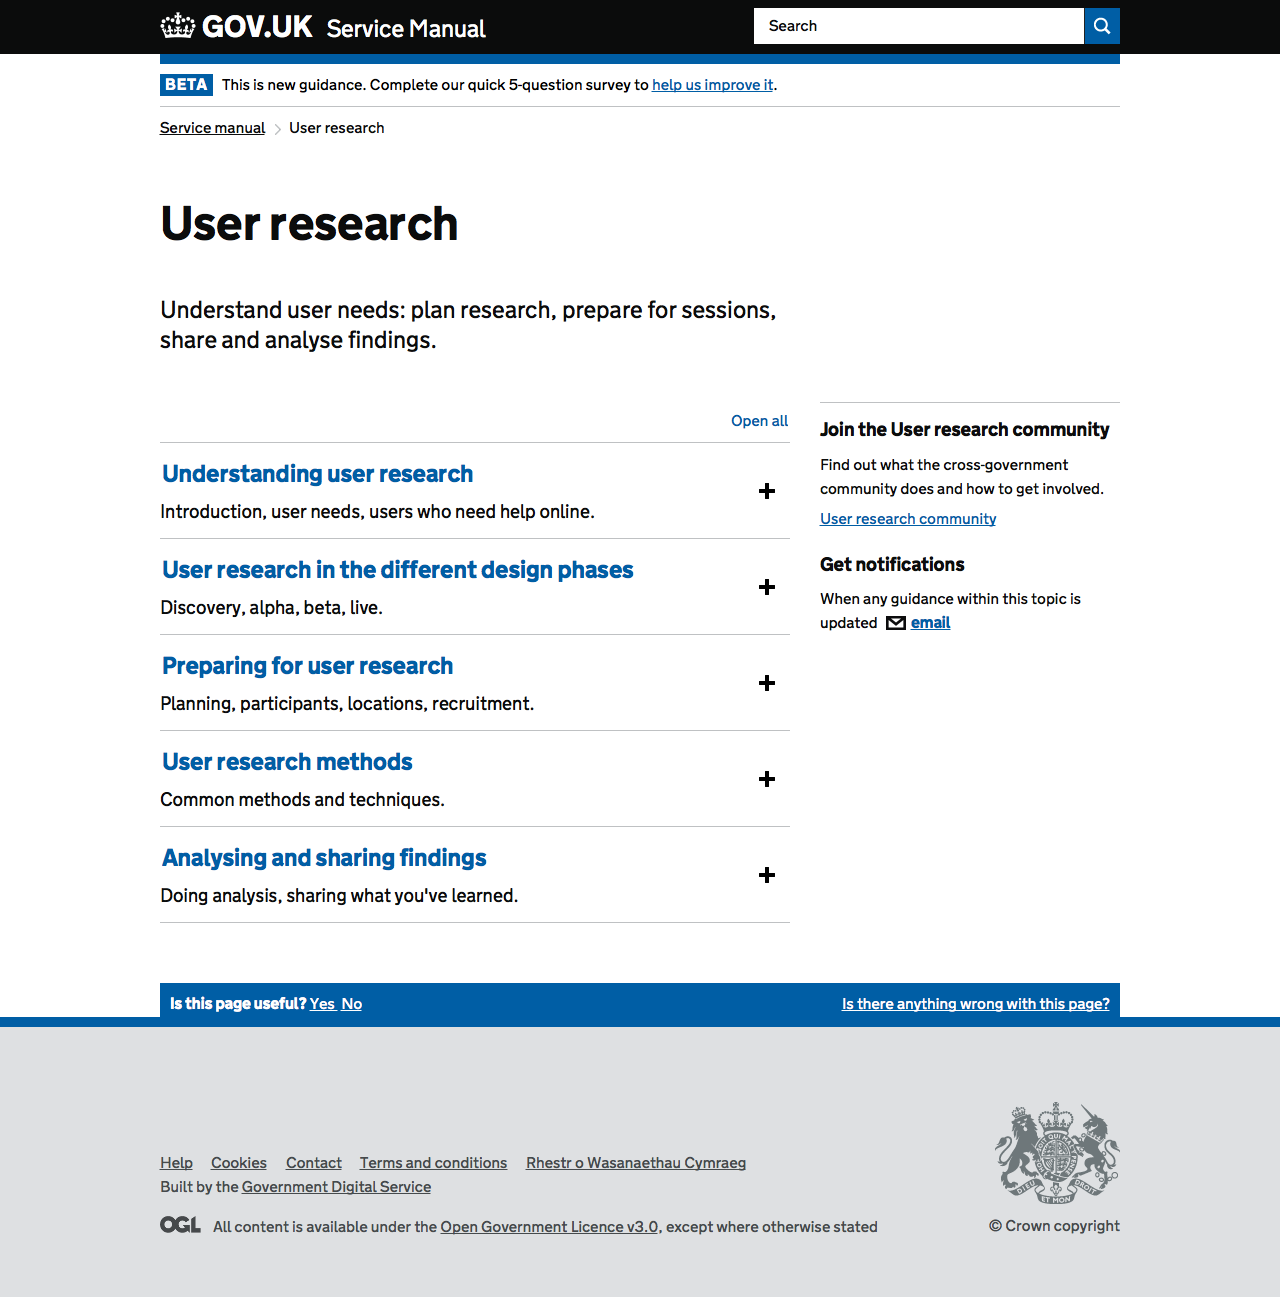 GOV.UK Service Manual
Search
BETA This is new guidance. Complete our quick 5-question survey to help us improve it.
Service manual User research
User research
Understand user needs: plan research, prepare for sessions,
share and analyse findings.
Open all
Understanding user research
Introduction, user needs, users who need help online.
User research in the different design phases
Discovery, alpha, beta, live.
Preparing for user research
Planning, participants, locations, recruitment.
User research methods
Common methods and techniques.
Analysing and sharing findings
Doing analysis, sharing what you've learned.
Join the User research community
Find out what the cross-government
community does and how to get involved.
User research community
Get notifications
When any guidance within this topic is
updated email
Is this page useful? Yes No
Is there anything wrong with this page?
Help Cookies Contact Terms and conditions Rhestr o Wasanaethau Cymraeg
Built by the Government Digital Service
OGL All content is available under the Open Government Licence v3.0, except where otherwise stated
DIEU ET MON DROIT
© Crown copyright